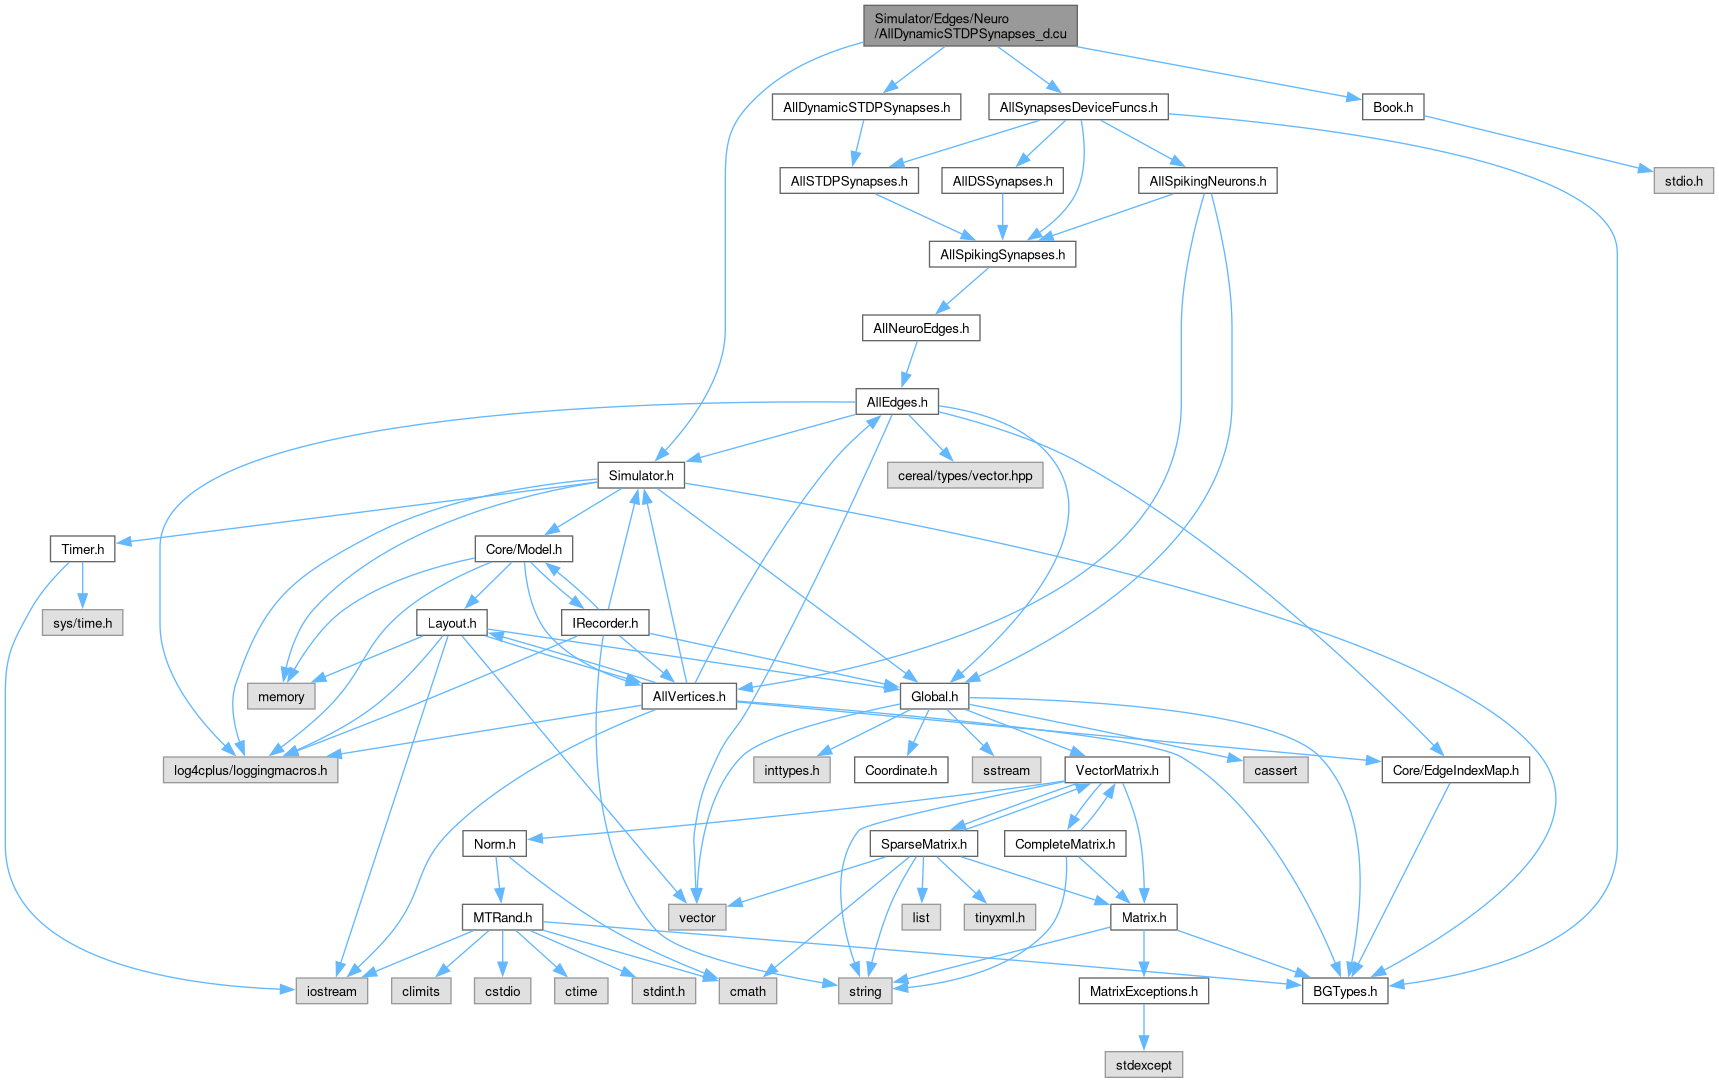 Simulator/Edges/Neuro
/AllDynamicSTDPSynapses_d.cu
AllDynamicSTDPSynapses.h
AllSynapsesDeviceFuncs.h
Book.h
AllSTDPSynapses.h
AllDSSynapses.h
AllSpikingNeurons.h
stdio.h
AllSpikingSynapses.h
AllNeuroEdges.h
AllEdges.h
Simulator.h
cereal/types/vector.hpp
Timer.h
Core/Model.h
sys/time.h
Layout.h
IRecorder.h
memory
AllVertices.h
Global.h
log4cplus/loggingmacros.h
inttypes.h
Coordinate.h
sstream
VectorMatrix.h
cassert
Core/EdgeIndexMap.h
Norm.h
SparseMatrix.h
CompleteMatrix.h
MTRand.h
vector
list
tinyxml.h
Matrix.h
iostream
climits
cstdio
ctime
stdint.h
cmath
string
MatrixExceptions.h
BGTypes.h
stdexcept